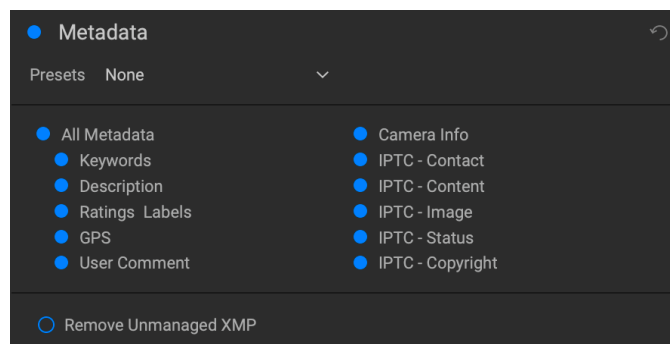 Metadata
Presets None
All Metadata
Keywords
Description
Ratings Labels
GPS
User Comment
Camera Info
IPTC - Contact
IPTC - Content
IPTC - Image
IPTC - Status
IPTC - Copyright
Remove Unmanaged XMP